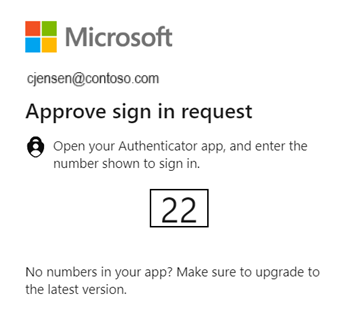 Microsoft
cjensen@contoso.com
Approve sign in request
Open your Authenticator app, and enter the
number shown to sign in.
22
No numbers in your app? Make sure to upgrade to
the latest version.